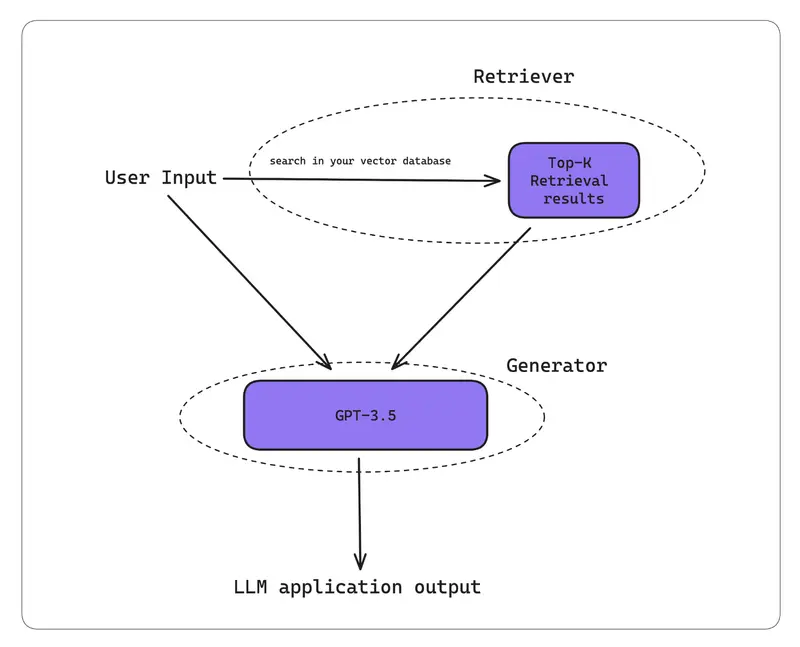 Retriever
search in your vector database
User Input
Top-K
Retrieval
results
Generator
GPT-3.5
LLM application output